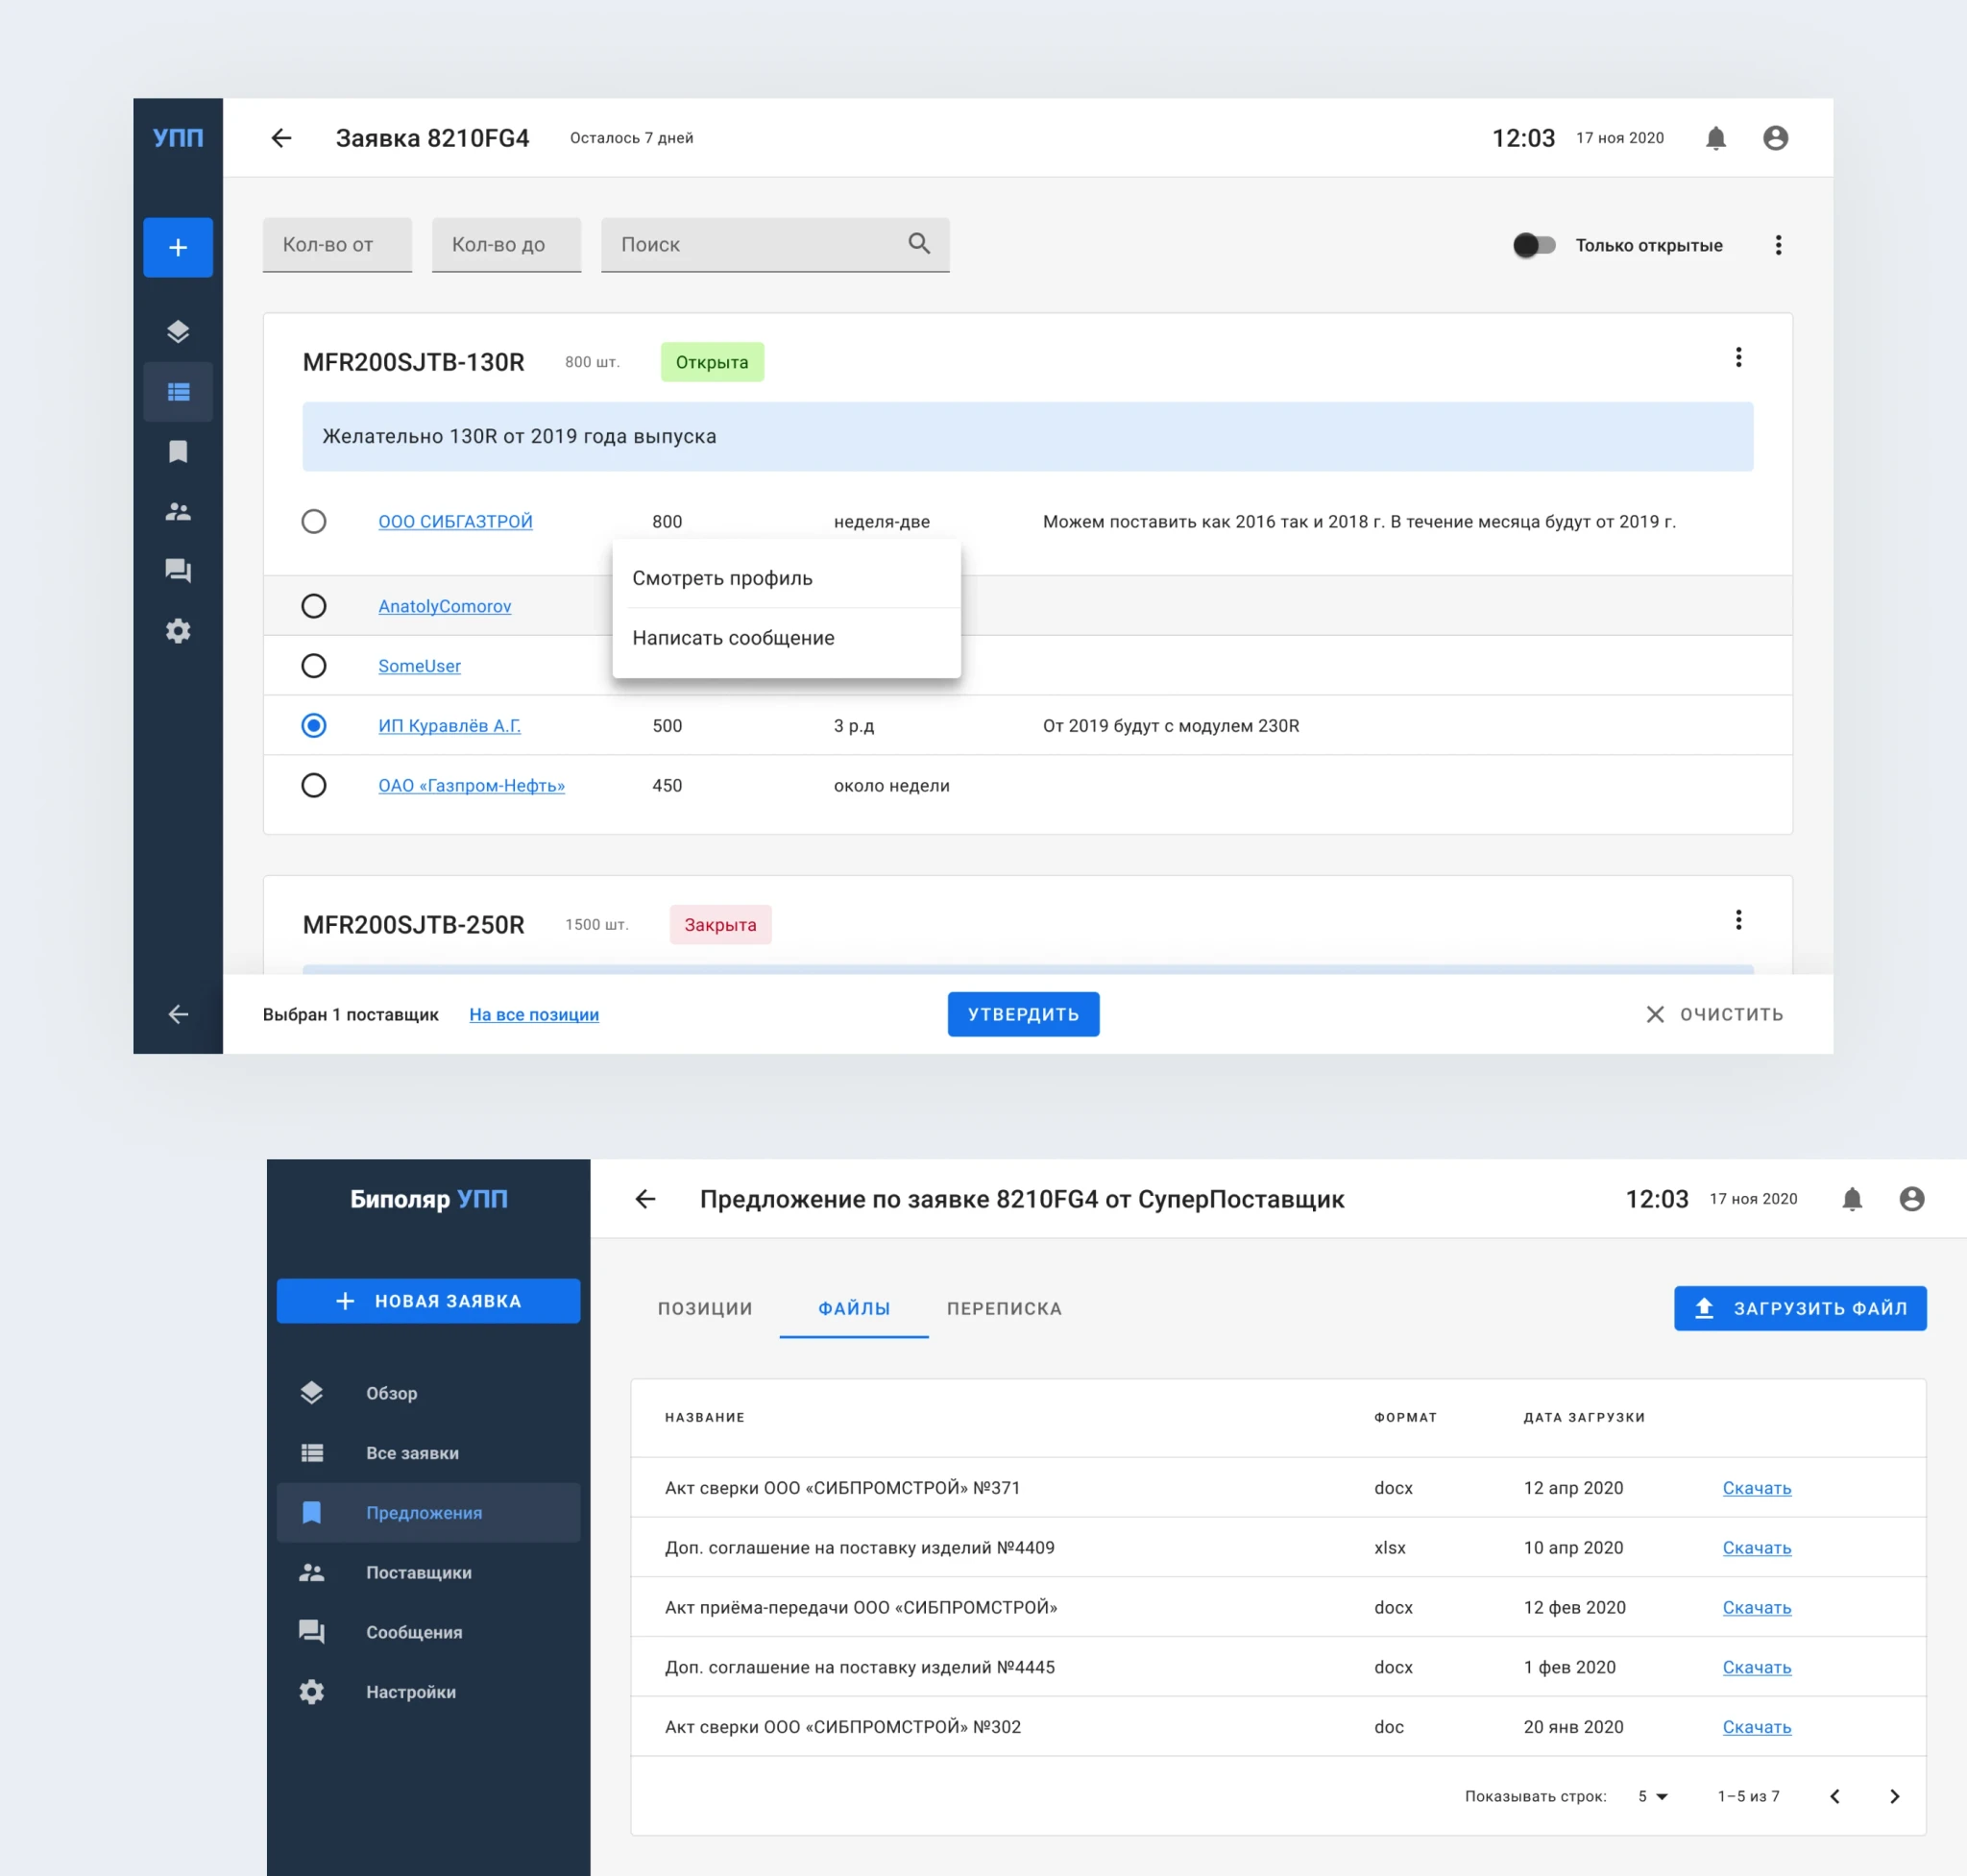 УПП
Заявка 8210FG4 Осталось 7 дней 12:03 17 ноя 2020
Кол-во от Кол-во до Поиск Только открытые
MFR200SJTB-130R 800 шт. Открыта
Желательно 130R от 2019 года выпуска
ООО СИБГАЗТРОЙ 800 неделя-две Можем поставить как 2016 так и 2018 г. В течение месяца будут от 2019 г.
Смотреть профиль
AnatolyComorov
Написать сообщение
SomeUser
ИП Куравлёв А.Г. 500 3 р.д От 2019 будут с модулем 230R
ОАО «Газпром-Нефть» 450 около недели
MFR200SJTB-250R 1500 шт. Закрыта
Выбран 1 поставщик На все позиции УТВЕРДИТЬ ОЧИСТИТЬ
Биполяр УПП
Предложение по заявке 8210FG4 от СуперПоставщик 12:03 17 ноя 2020
НОВАЯ ЗАЯВКА
Обзор
Все заявки
Предложения
Поставщики
Сообщения
Настройки
ПОЗИЦИИ ФАЙЛЫ ПЕРЕПИСКА ЗАГРУЗИТЬ ФАЙЛ
НАЗВАНИЕ ФОРМАТ ДАТА ЗАГРУЗКИ
Акт сверки ООО «СИБПРОМСТРОЙ» №371 docx 12 апр 2020 Скачать
Доп. соглашение на поставку изделий №4409 xlsx 10 апр 2020 Скачать
Акт приёма-передачи ООО «СИБПРОМСТРОЙ» docx 12 фев 2020 Скачать
Доп. соглашение на поставку изделий №4445 docx 1 фев 2020 Скачать
Акт сверки ООО «СИБПРОМСТРОЙ» №302 doc 20 янв 2020 Скачать
Показывать строк: 5 1–5 из 7